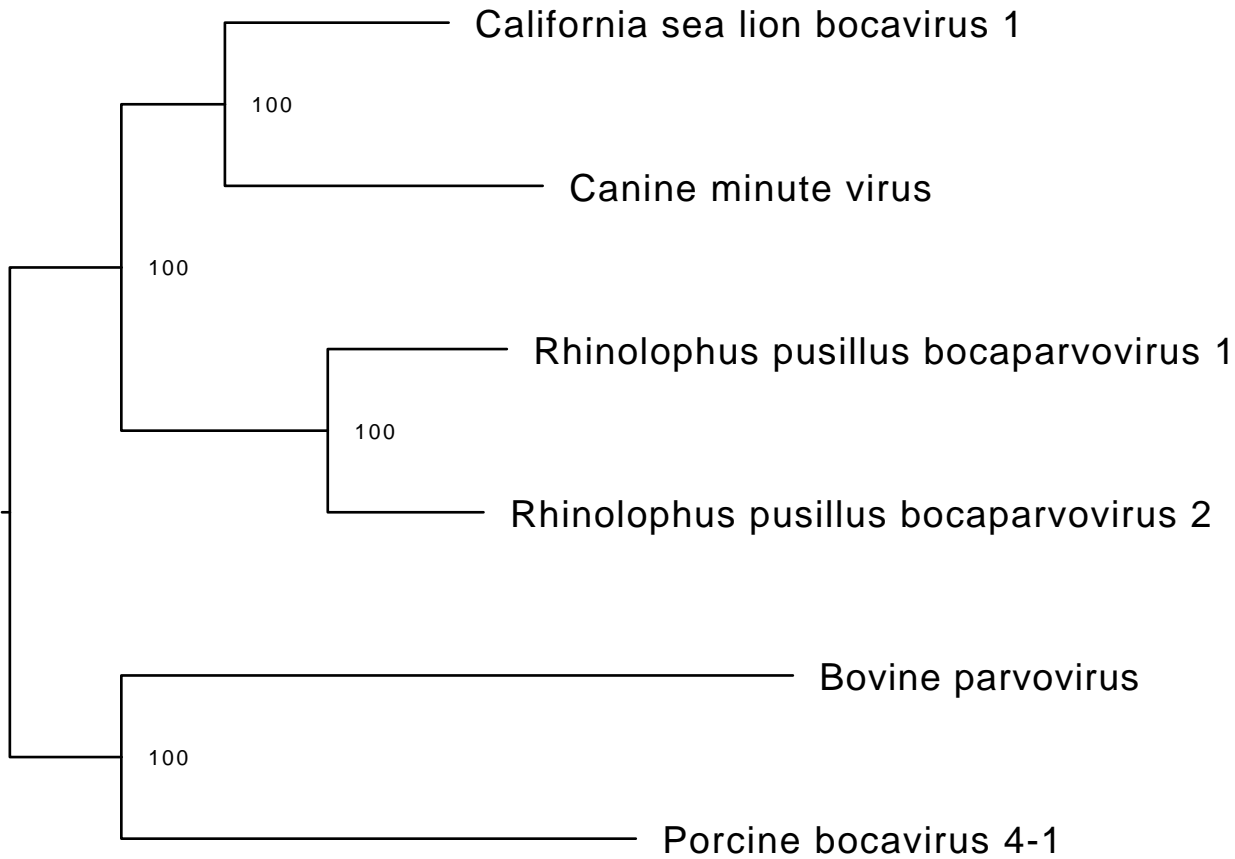 California sea lion bocavirus 1
100
Canine minute virus
100
Rhinolophus pusillus bocaparvovirus 1
100
Rhinolophus pusillus bocaparvovirus 2
Bovine parvovirus
100
Porcine bocavirus 4-1